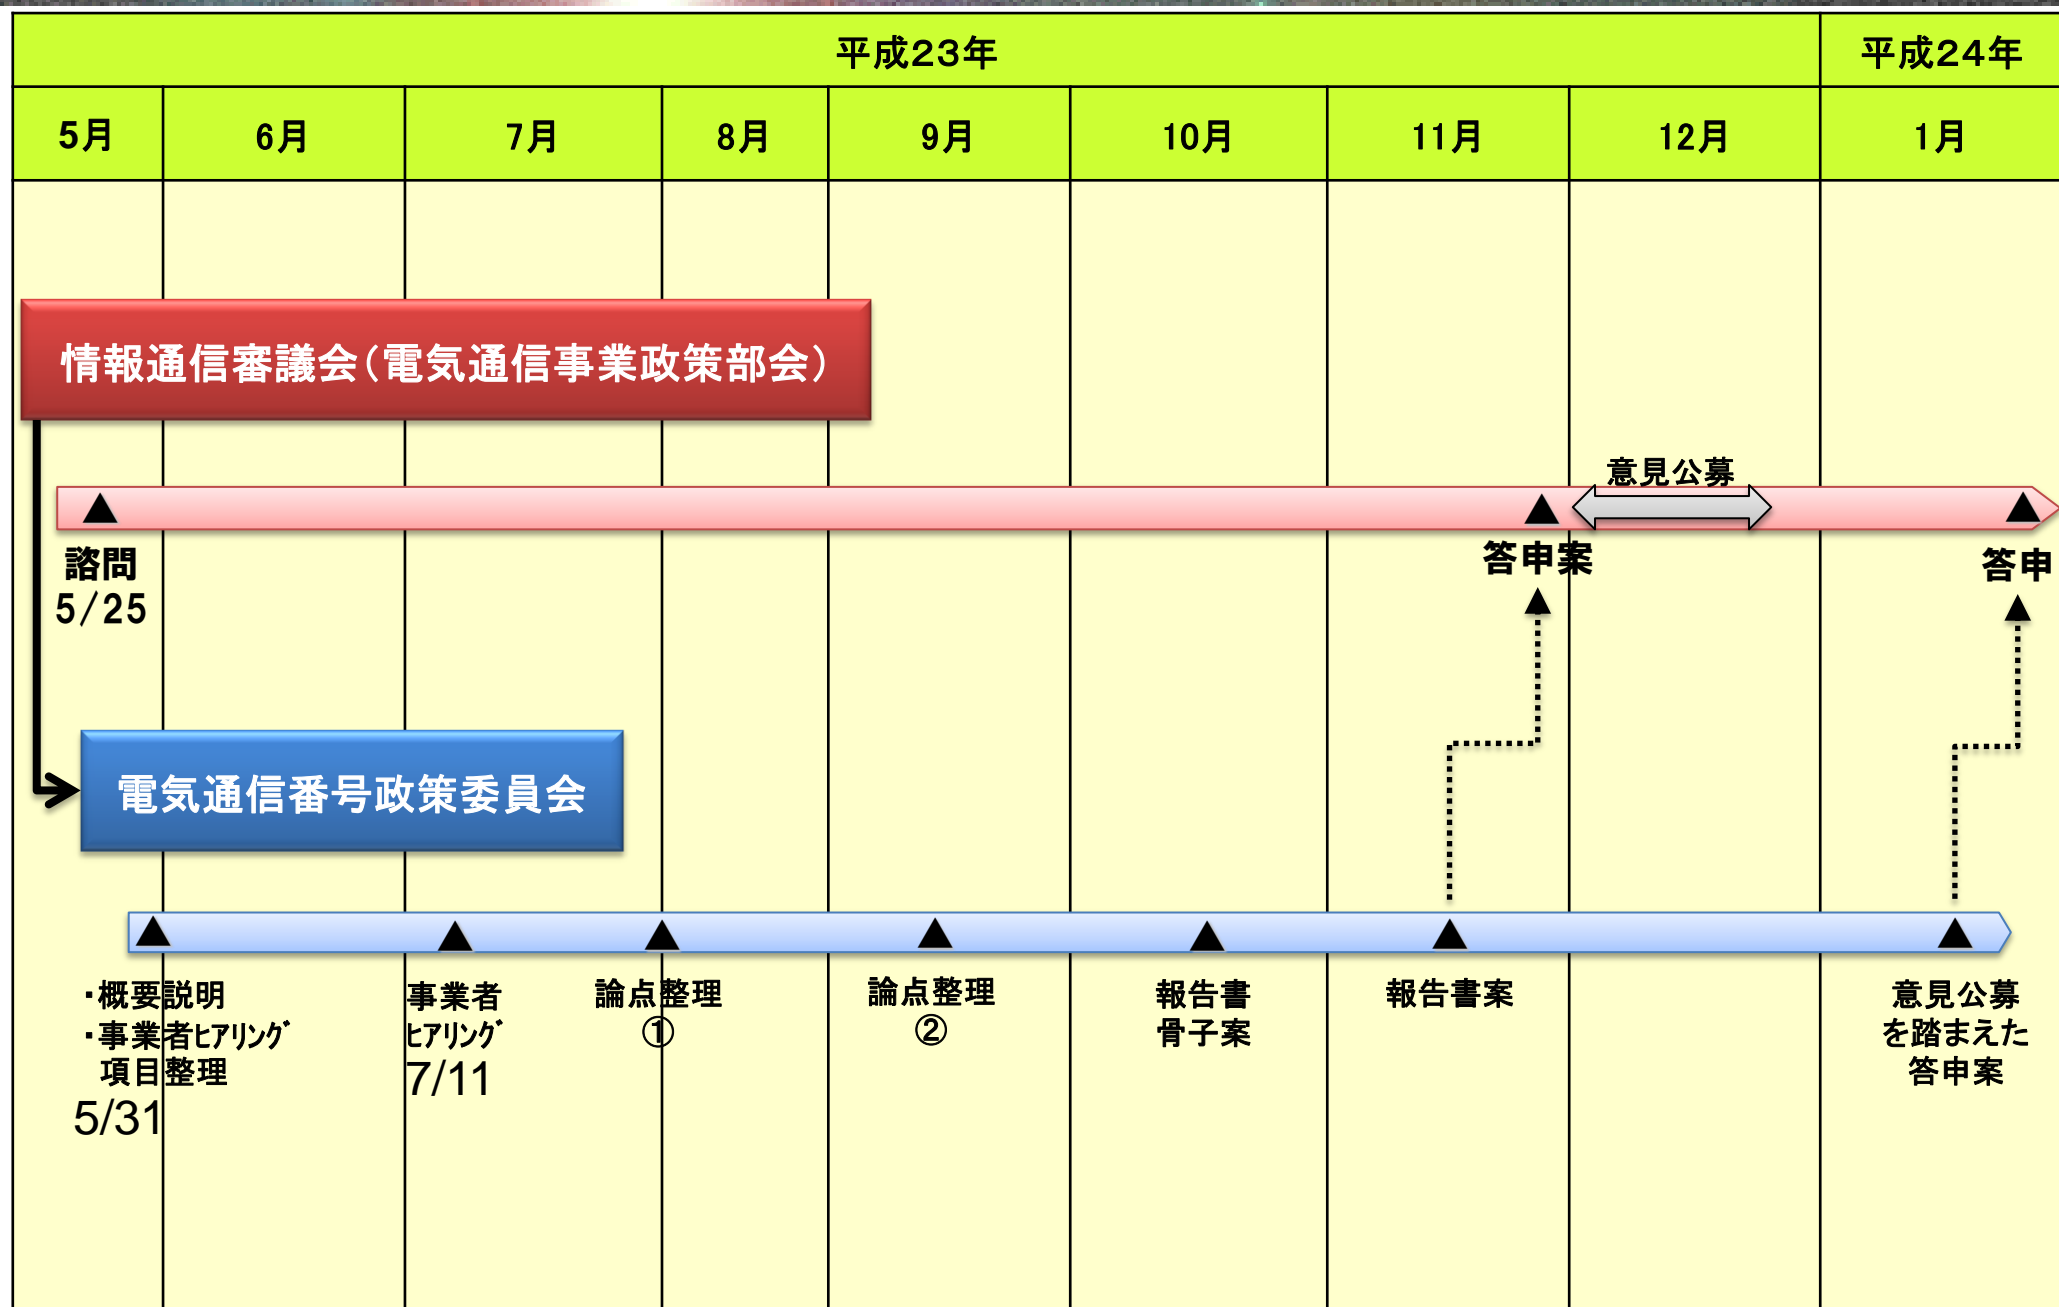 平成23年
平成24年
5月
6月
7月
8月
9月
10月
11月
12月
1月
情報通信審議会(電気通信事業政策部会)
意見公募
▲
▲
▲
諮問
5/25
答申案
答申
電気通信番号政策委員会
▲
▲
▲
▲
▲
▲
▲
・概要説明
・事業者ﾋｱﾘﾝｸﾞ
項目整理
5/31
事業者
ﾋｱﾘﾝｸﾞ
7/11
論点整理
①
論点整理
②
報告書
骨子案
報告書案
意見公募
を踏まえた
答申案